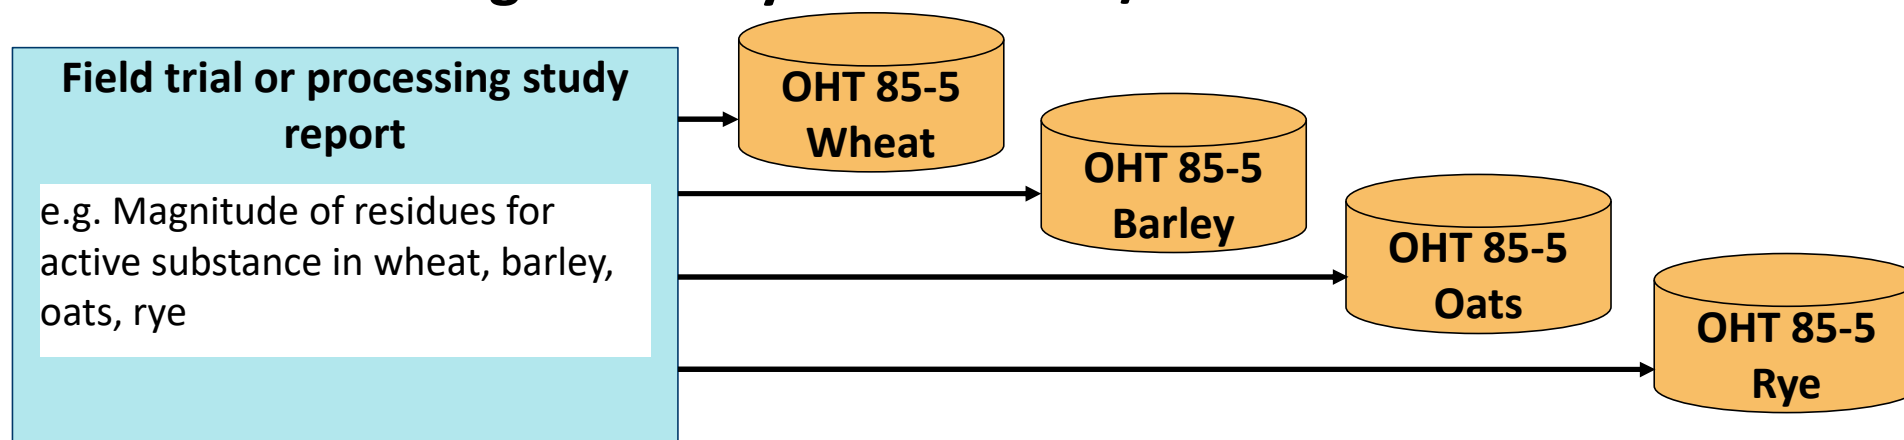 Field trial or processing study
report
e.g. Magnitude of residues for
active substance in wheat, barley,
oats, rye
OHT 85-5
Wheat
OHT 85-5
Barley
OHT 85-5
Oats
OHT 85-5
Rye